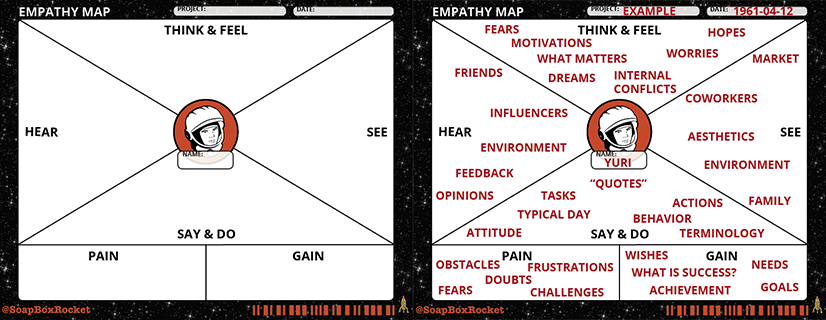 EMPATHY MAP
PROJECT:
DATE:
THINK & FEEL
HEAR
SEE
NAME:
SAY & DO
PAIN
GAIN
@SoapBoxRocket
EMPATHY MAP
PROJECT: EXAMPLE
DATE: 1961-04-12
FEARS
THINK & FEEL
HOPES
MOTIVATIONS
WHAT MATTERS
WORRIES
MARKET
FRIENDS
DREAMS
INTERNAL
CONFLICTS
COWORKERS
INFLUENCERS
HEAR
AESTHETICS
SEE
ENVIRONMENT
NAME:
YURI
ENVIRONMENT
FEEDBACK
"QUOTES"
OPINIONS
TASKS
ACTIONS
FAMILY
TYPICAL DAY
BEHAVIOR
ATTITUDE
SAY & DO
TERMINOLOGY
PAIN
OBSTACLES
FRUSTRATIONS
DOUBTS
FEARS
CHALLENGES
WISHES
GAIN
WHAT IS SUCCESS?
NEEDS
ACHIEVEMENT
GOALS
@SoapBoxRocket